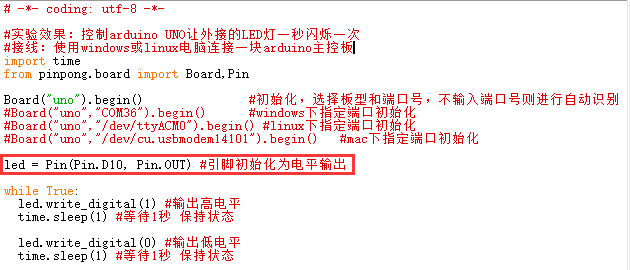 # -*- coding: utf-8 -*-
#实验效果：控制arduino UNO让外接的LED灯一秒闪烁一次
#接线：使用windows或linux电脑连接一块arduino主控板
import time
from pinpong.board import Board,Pin
Board("uno").begin() #初始化，选择板型和端口号，不输入端口号则进行自动识别
#Board("uno","COM36").begin() #windows下指定端口初始化
#Board("uno","/dev/ttyACM0").begin() #linux下指定端口初始化
#Board("uno","/dev/cu.usbmodem14101").begin() #mac下指定端口初始化
led = Pin(Pin.D10, Pin.OUT) #引脚初始化为电平输出
while True:
led.write_digital(1) #输出高电平
time.sleep(1) #等待1秒 保持状态
led.write_digital(0) #输出低电平
time.sleep(1) #等待1秒 保持状态